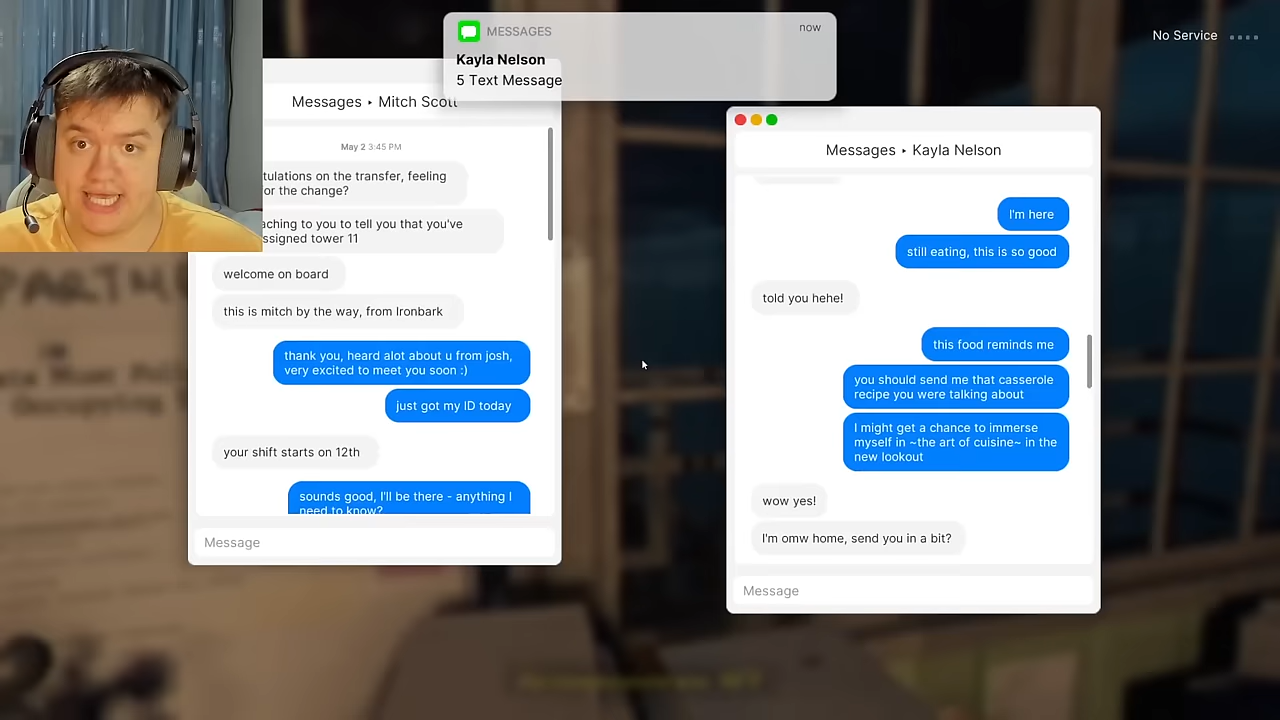 MESSAGES
now
Kayla Nelson
5 Text Message
No Service
Messages ‣ Mitch Scott
May 2 3:45 PM
tulations on the transfer, feeling
or the change?
aching to you to tell you that you've
ssigned tower 11
welcome on board
this is mitch by the way, from Ironbark
thank you, heard alot about u from josh,
very excited to meet you soon :)
just got my ID today
your shift starts on 12th
sounds good, I'll be there - anything I
need to know?
Message
Messages ‣ Kayla Nelson
I'm here
still eating, this is so good
told you hehe!
this food reminds me
you should send me that casserole
recipe you were talking about
I might get a chance to immerse
myself in ~the art of cuisine~ in the
new lookout
wow yes!
I'm omw home, send you in a bit?
Message